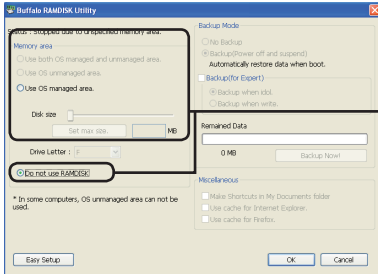 Buffalo RAMDISK Utility
Status : Stopped due to unspecified memory area.
Memory area
Use both OS managed and unmanaged area.
Use OS unmanaged area.
Use OS managed area.
Disk size
Set max size.
MB
Drive Letter : F
Do not use RAMDISK
* In some computers, OS unmanaged area can not be
used.
Easy Setup
Backup Mode
No Backup
Backup(Power off and suspend)
Automatically restore data when boot.
Backup(for Expert)
Backup when idol.
Backup when write.
Remained Data
0 MB
Backup Now!
Miscellaneous
Make Shortcuts in My Documents folder
Use cache for Internet Explorer.
Use cache for Firefox.
OK
Cancel